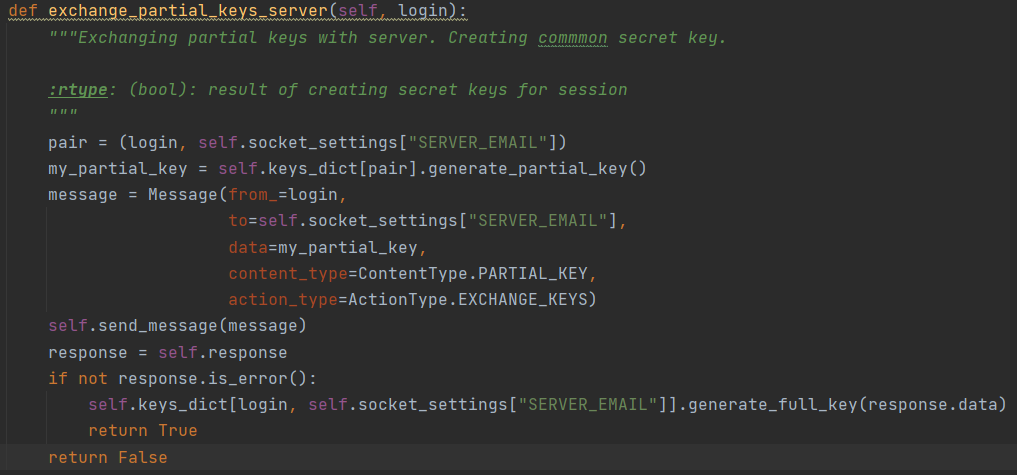 def exchange_partial_keys_server(self, login):
    """Exchanging partial keys with server. Creating commmon secret key.

    :rtype: (bool): result of creating secret keys for session
    """
    pair = (login, self.socket_settings["SERVER_EMAIL"])
    my_partial_key = self.keys_dict[pair].generate_partial_key()
    message = Message(from_=login,
                      to=self.socket_settings["SERVER_EMAIL"],
                      data=my_partial_key,
                      content_type=ContentType.PARTIAL_KEY,
                      action_type=ActionType.EXCHANGE_KEYS)
    self.send_message(message)
    response = self.response
    if not response.is_error():
        self.keys_dict[login, self.socket_settings["SERVER_EMAIL"]].generate_full_key(response.data)
        return True
    return False